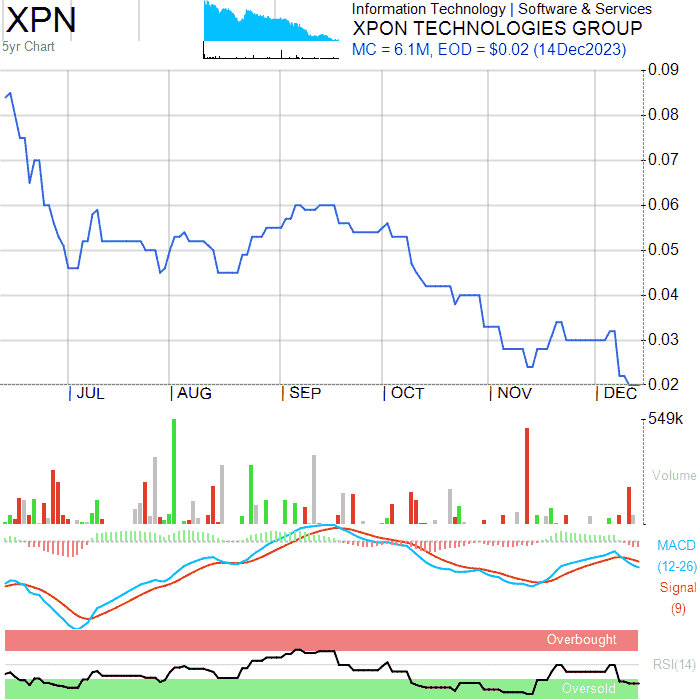 XPN
5yr Chart
Information Technology | Software & Services
XPON TECHNOLOGIES GROUP
MC = 6.1M, EOD = $0.02 (14Dec2023)
0.09
0.08
0.07
0.06
0.05
0.04
0.03
0.02
| JUL | AUG | SEP | OCT | NOV | DEC
549k
Volume
MACD
(12-26)
Signal
(9)
Overbought
RSI(14)
Oversold